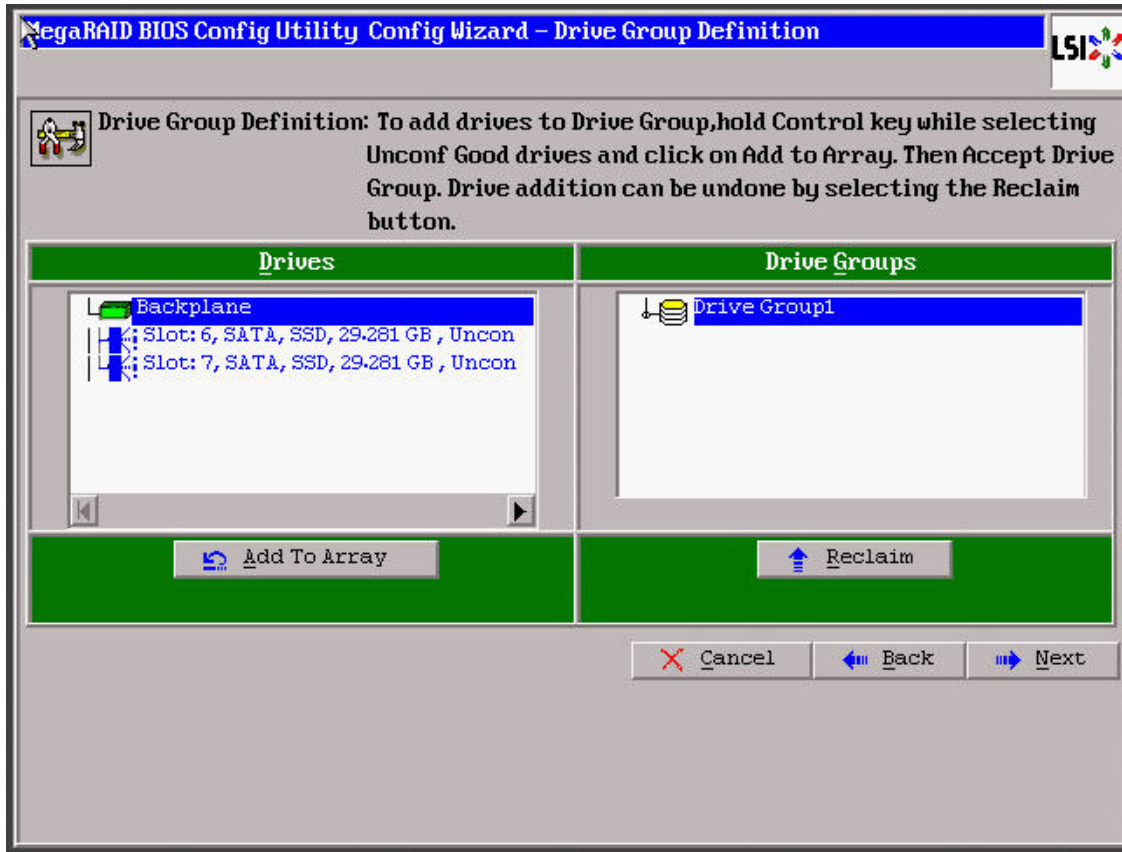 MegaRAID BIOS Config Utility Config Wizard – Drive Group Definition
LSI
Drive Group Definition: To add drives to Drive Group,hold Control key while selecting
Unconf Good drives and click on Add to Array. Then Accept Drive
Group. Drive addition can be undone by selecting the Reclaim
button.
Drives
Drive Groups
Backplane
Slot: 6, SATA, SSD, 29.281 GB , Uncon
Slot: 7, SATA, SSD, 29.281 GB , Uncon
Drive Group1
Add To Array
Reclaim
Cancel
Back
Next